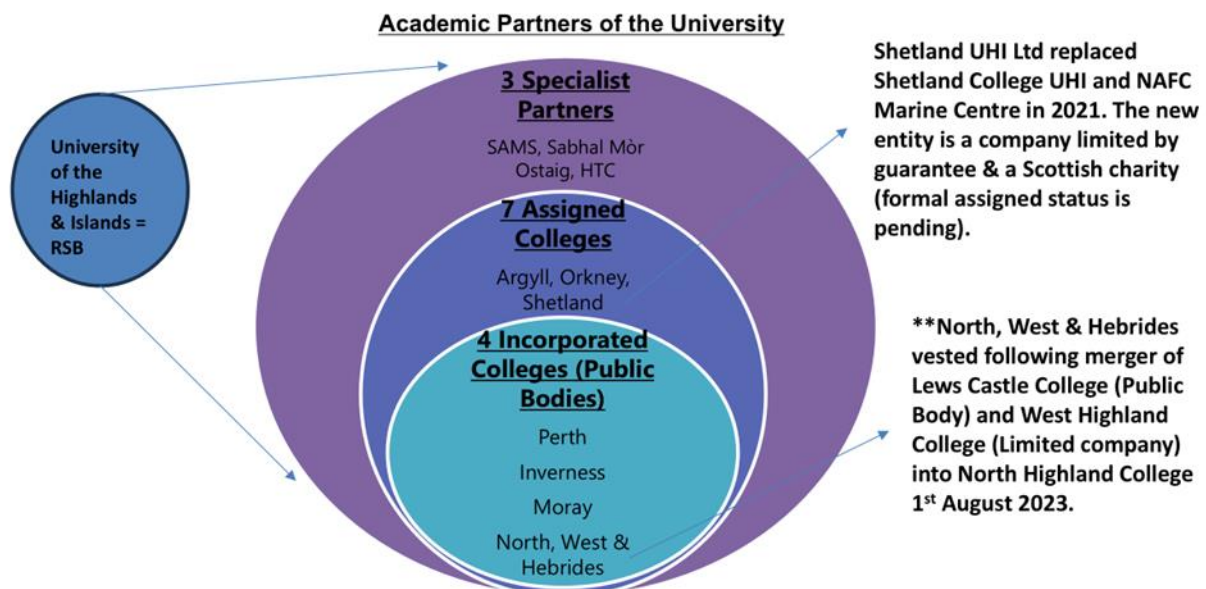 Academic Partners of the University
University
of the
Highlands
& Islands =
RSB
3 Specialist
Partners
SAMS, Sabhal Mòr
Ostaig, HTC
7 Assigned
Colleges
Argyll, Orkney,
Shetland
4 Incorporated
Colleges (Public
Bodies)
Perth
Inverness
Moray
North, West &
Hebrides
Shetland UHI Ltd replaced
Shetland College UHI and NAFC
Marine Centre in 2021. The new
entity is a company limited by
guarantee & a Scottish charity
(formal assigned status is
pending).
**North, West & Hebrides
vested following merger of
Lews Castle College (Public
Body) and West Highland
College (Limited company)
into North Highland College
1st August 2023.